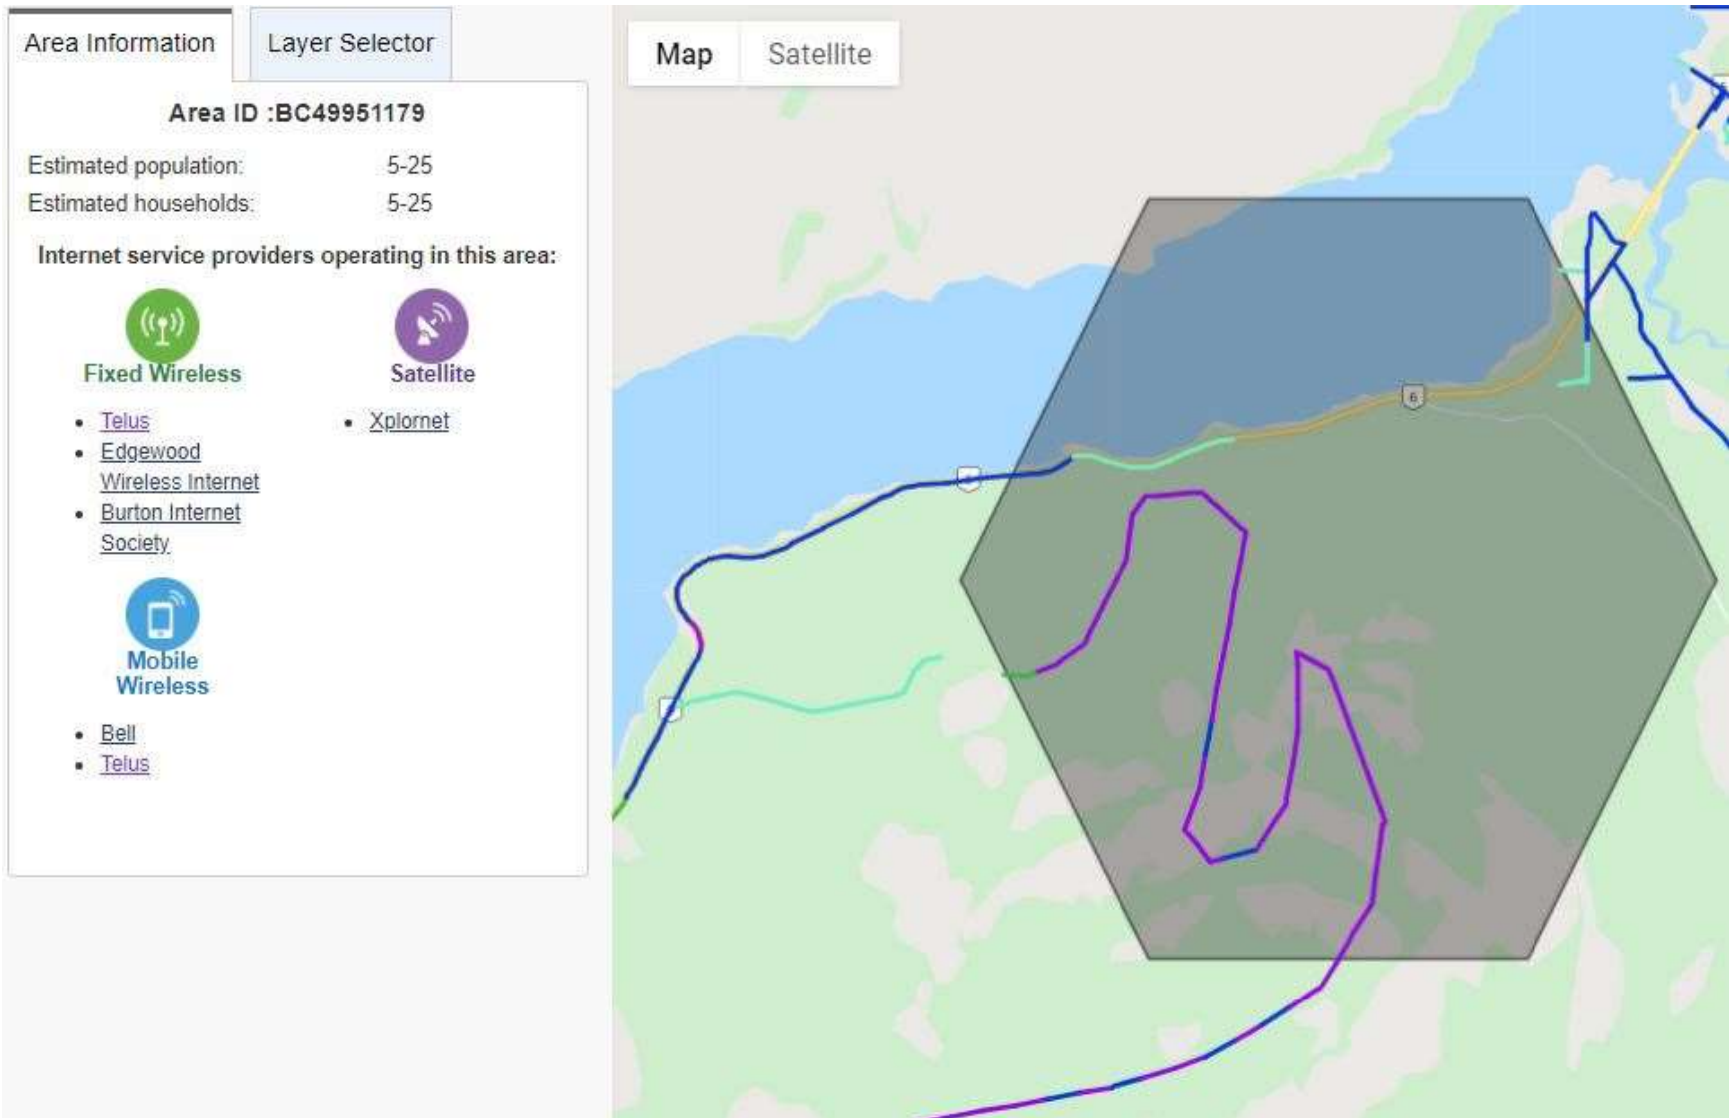 Area Information
Layer Selector
Map
Satellite
Area ID :BC49951179
Estimated population: 5-25
Estimated households: 5-25
Internet service providers operating in this area:
Fixed Wireless
Satellite
Telus
Edgewood
Wireless Internet
Burton Internet
Society
Xplornet
Mobile
Wireless
Bell
Telus
6